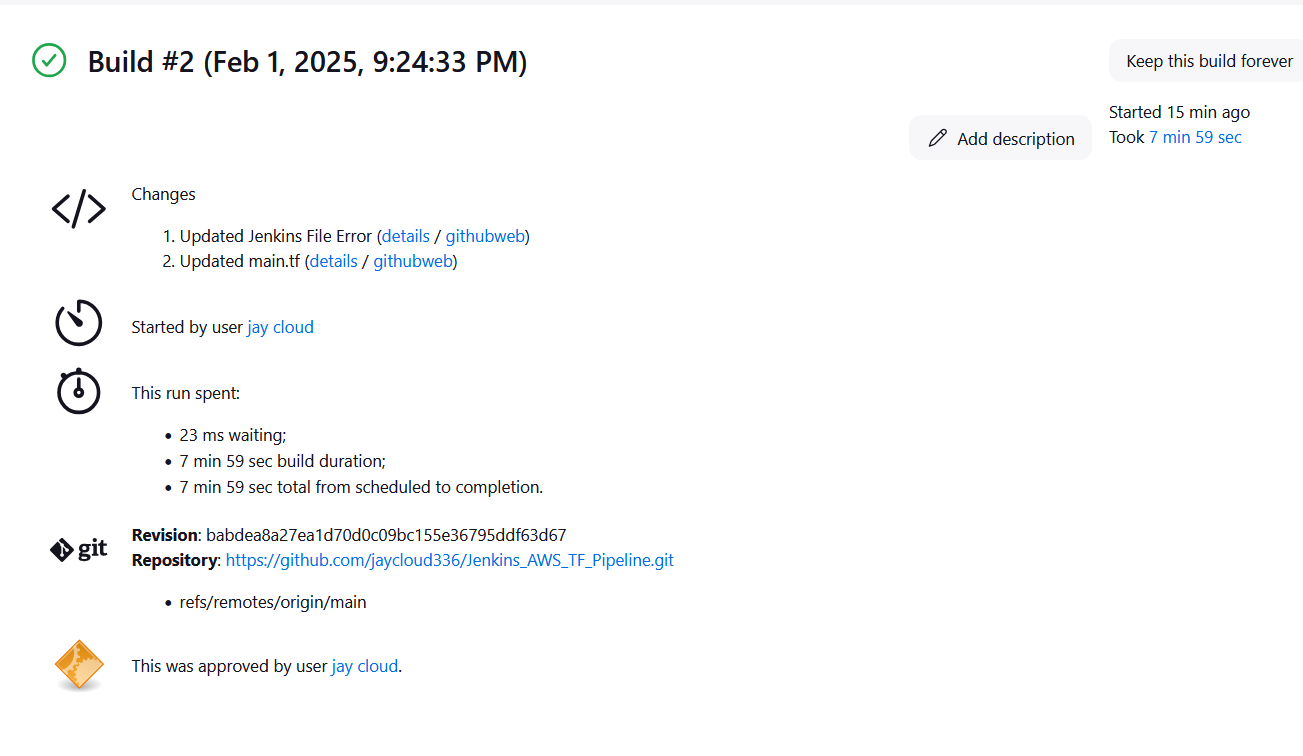 Build #2 (Feb 1, 2025, 9:24:33 PM)
Keep this build forever
Add description
Started 15 min ago
Took 7 min 59 sec
Changes
1. Updated Jenkins File Error (details / githubweb)
2. Updated main.tf (details / githubweb)
Started by user jay cloud
This run spent:
• 23 ms waiting;
• 7 min 59 sec build duration;
• 7 min 59 sec total from scheduled to completion.
git
Revision: babdea8a27ea1d70d0c09bc155e36795ddf63d67
Repository: https://github.com/jaycloud336/Jenkins_AWS_TF_Pipeline.git
• refs/remotes/origin/main
This was approved by user jay cloud.